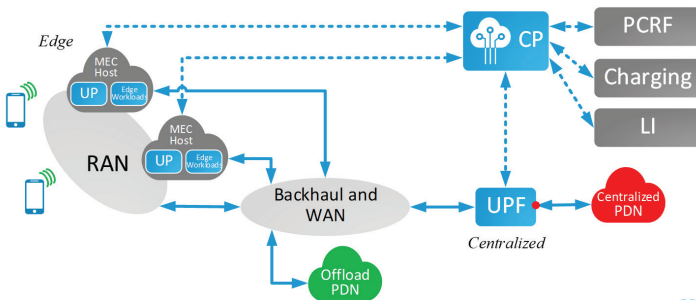 Edge
MEC
Host
UP
Edge
Workloads
MEC
Host
UP
Edge
Workloads
RAN
CP
PCRF
Charging
LI
Backhaul and
WAN
UPF
Centralized
Centralized
PDN
Offload
PDN